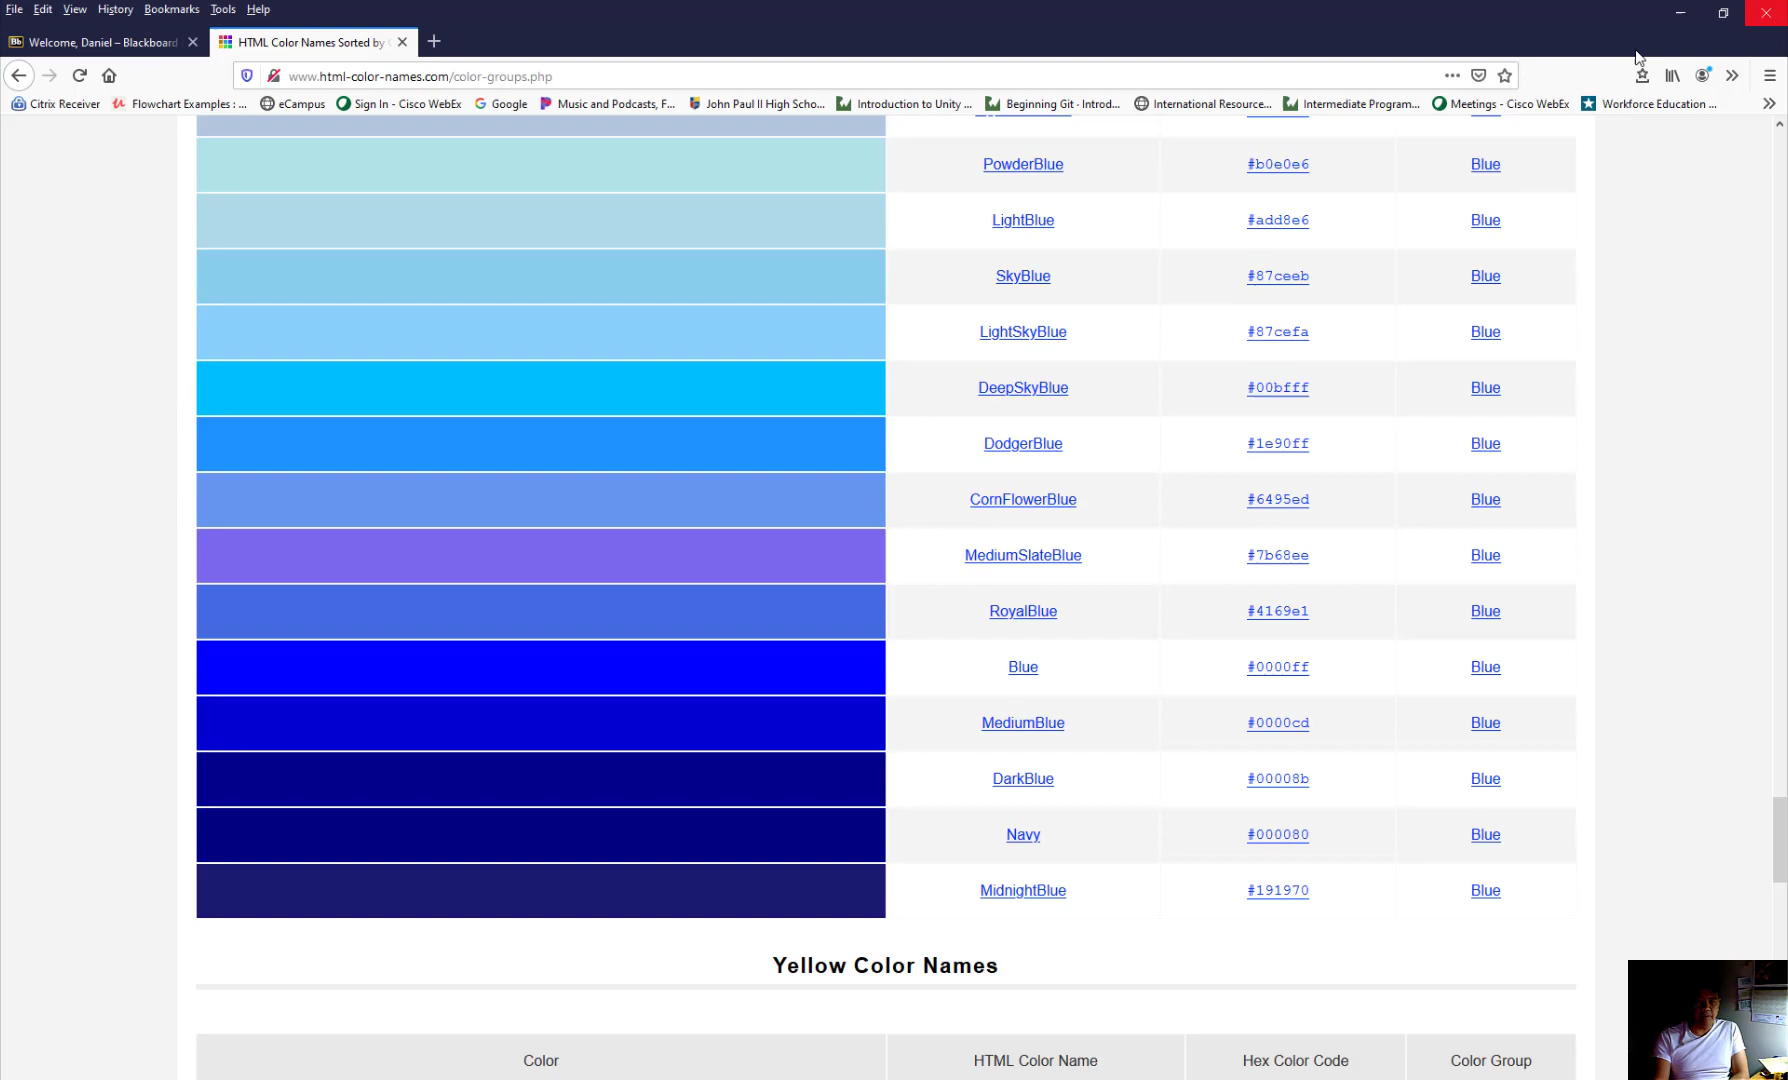 File Edit View History Bookmarks Tools Help
Bb Welcome, Daniel – Blackboard
HTML Color Names Sorted by
www.html-color-names.com/color-groups.php
Citrix Receiver Flowchart Examples : ... eCampus Sign In - Cisco WebEx Google Music and Podcasts, F... John Paul II High Scho... Introduction to Unity ... Beginning Git - Introd... International Resource... Intermediate Program... Meetings - Cisco WebEx Workforce Education ...
PowderBlue #b0e0e6 Blue
LightBlue #add8e6 Blue
SkyBlue #87ceeb Blue
LightSkyBlue #87cefa Blue
DeepSkyBlue #00bfff Blue
DodgerBlue #1e90ff Blue
CornFlowerBlue #6495ed Blue
MediumSlateBlue #7b68ee Blue
RoyalBlue #4169e1 Blue
Blue #0000ff Blue
MediumBlue #0000cd Blue
DarkBlue #00008b Blue
Navy #000080 Blue
MidnightBlue #191970 Blue
Yellow Color Names
Color HTML Color Name Hex Color Code Color Group